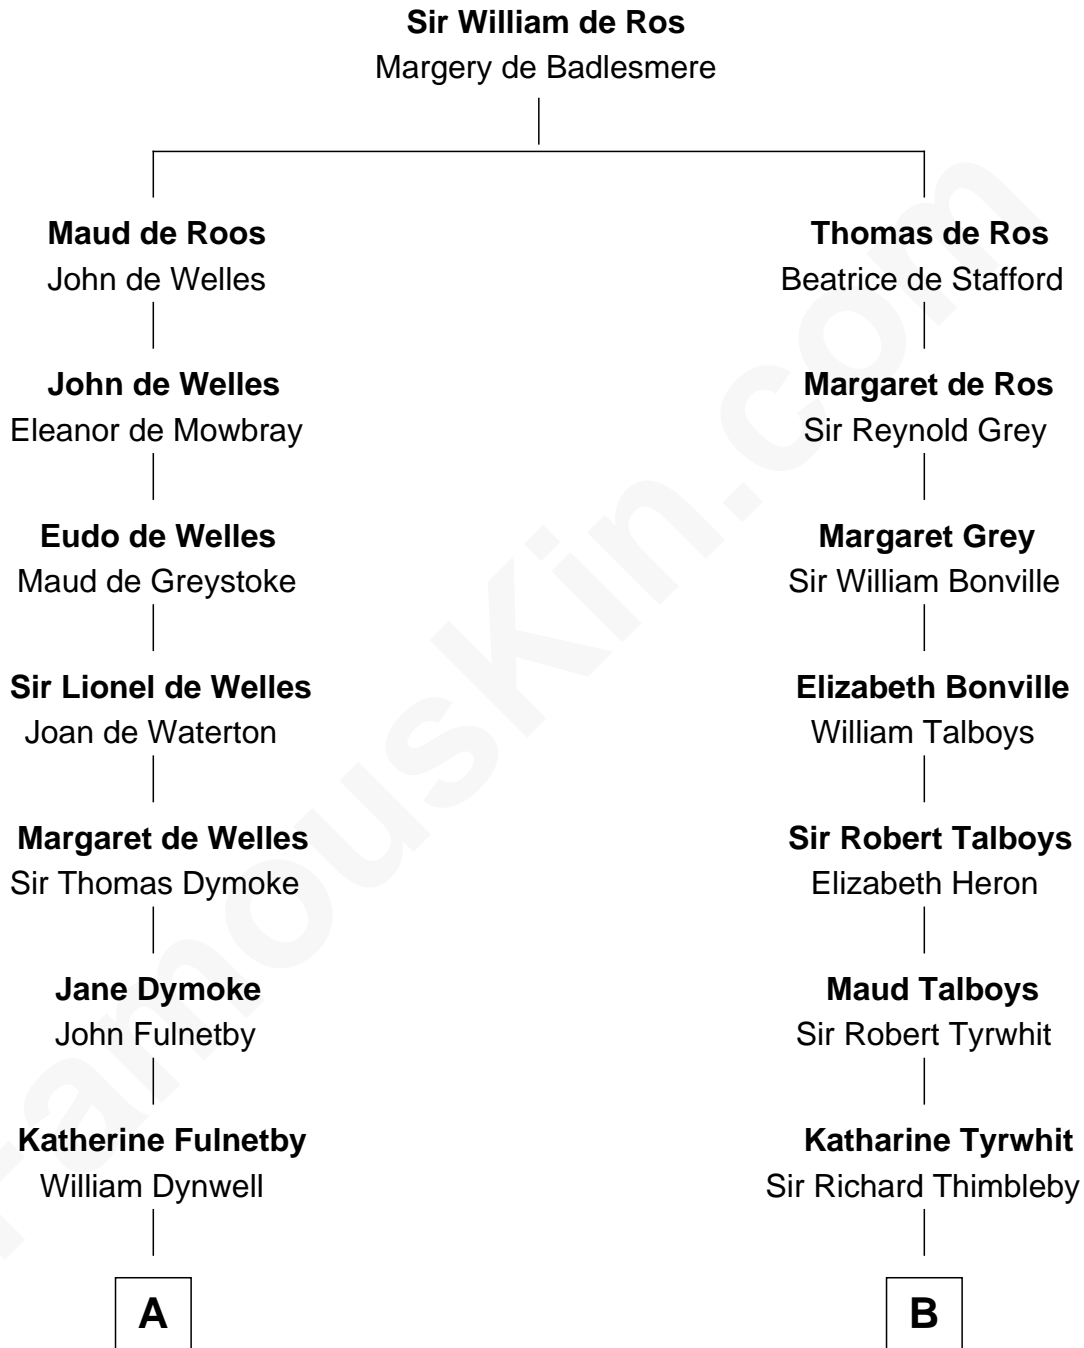 Sir William de Ros
Margery de Badlesmere
Maud de Roos
John de Welles
Thomas de Ros
Beatrice de Stafford
John de Welles
Eleanor de Mowbray
Margaret de Ros
Sir Reynold Grey
Eudo de Welles
Maud de Greystoke
Margaret Grey
Sir William Bonville
Sir Lionel de Welles
Joan de Waterton
Elizabeth Bonville
William Talboys
Margaret de Welles
Sir Thomas Dymoke
Sir Robert Talboys
Elizabeth Heron
Jane Dymoke
John Fulnetby
Maud Talboys
Sir Robert Tyrwhit
Katherine Fulnetby
William Dynwell
Katharine Tyrwhit
Sir Richard Thimbleby
A
B
FamousKin.com